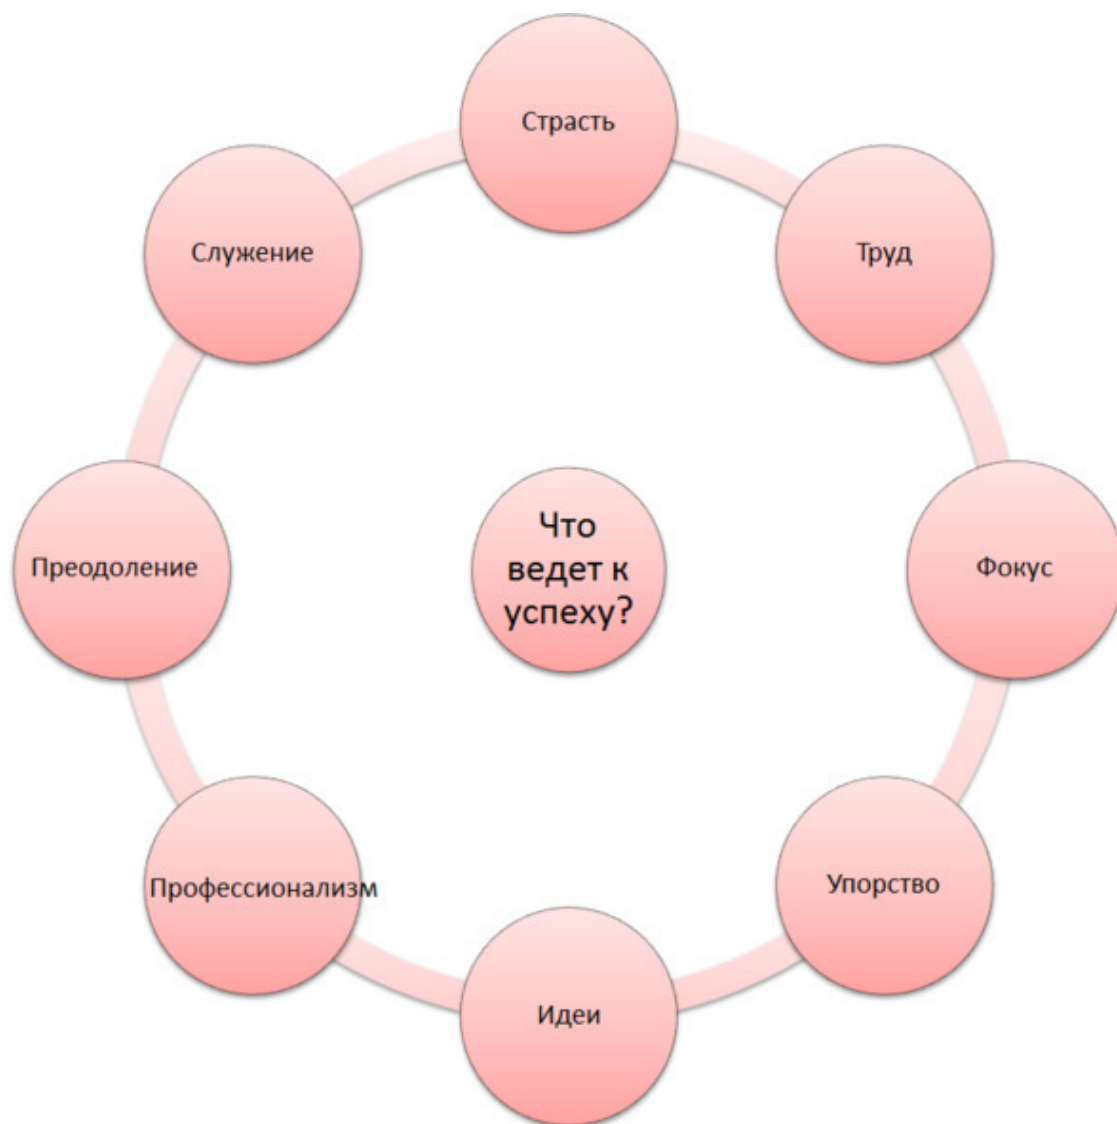 Страсть
Труд
Фокус
Упорство
Идеи
Профессионализм
Преодоление
Служение
Что
ведет к
успеху?